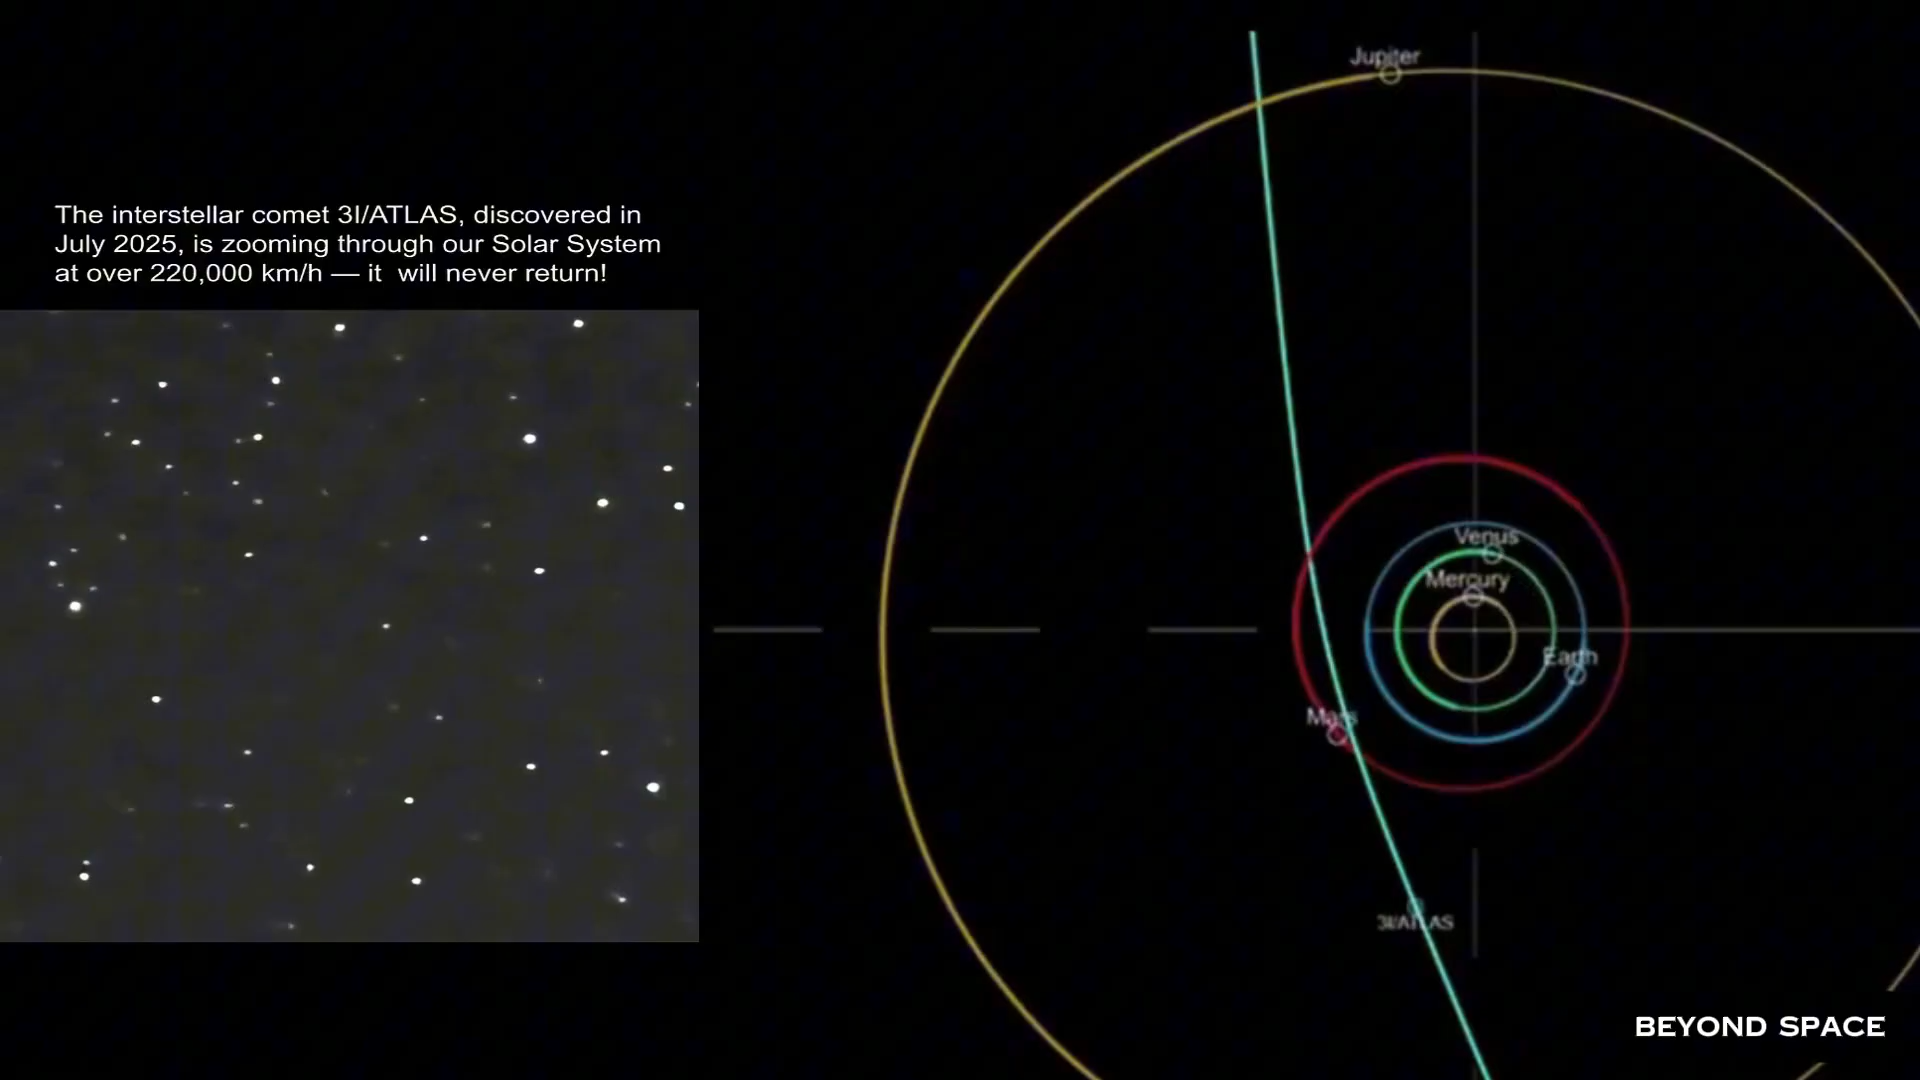 The interstellar comet 3I/ATLAS, discovered in
July 2025, is zooming through our Solar System
at over 220,000 km/h — it  will never return!
Jupiter
Venus
Mercury
Earth
Mars
3I/ATLAS
BEYOND SPACE